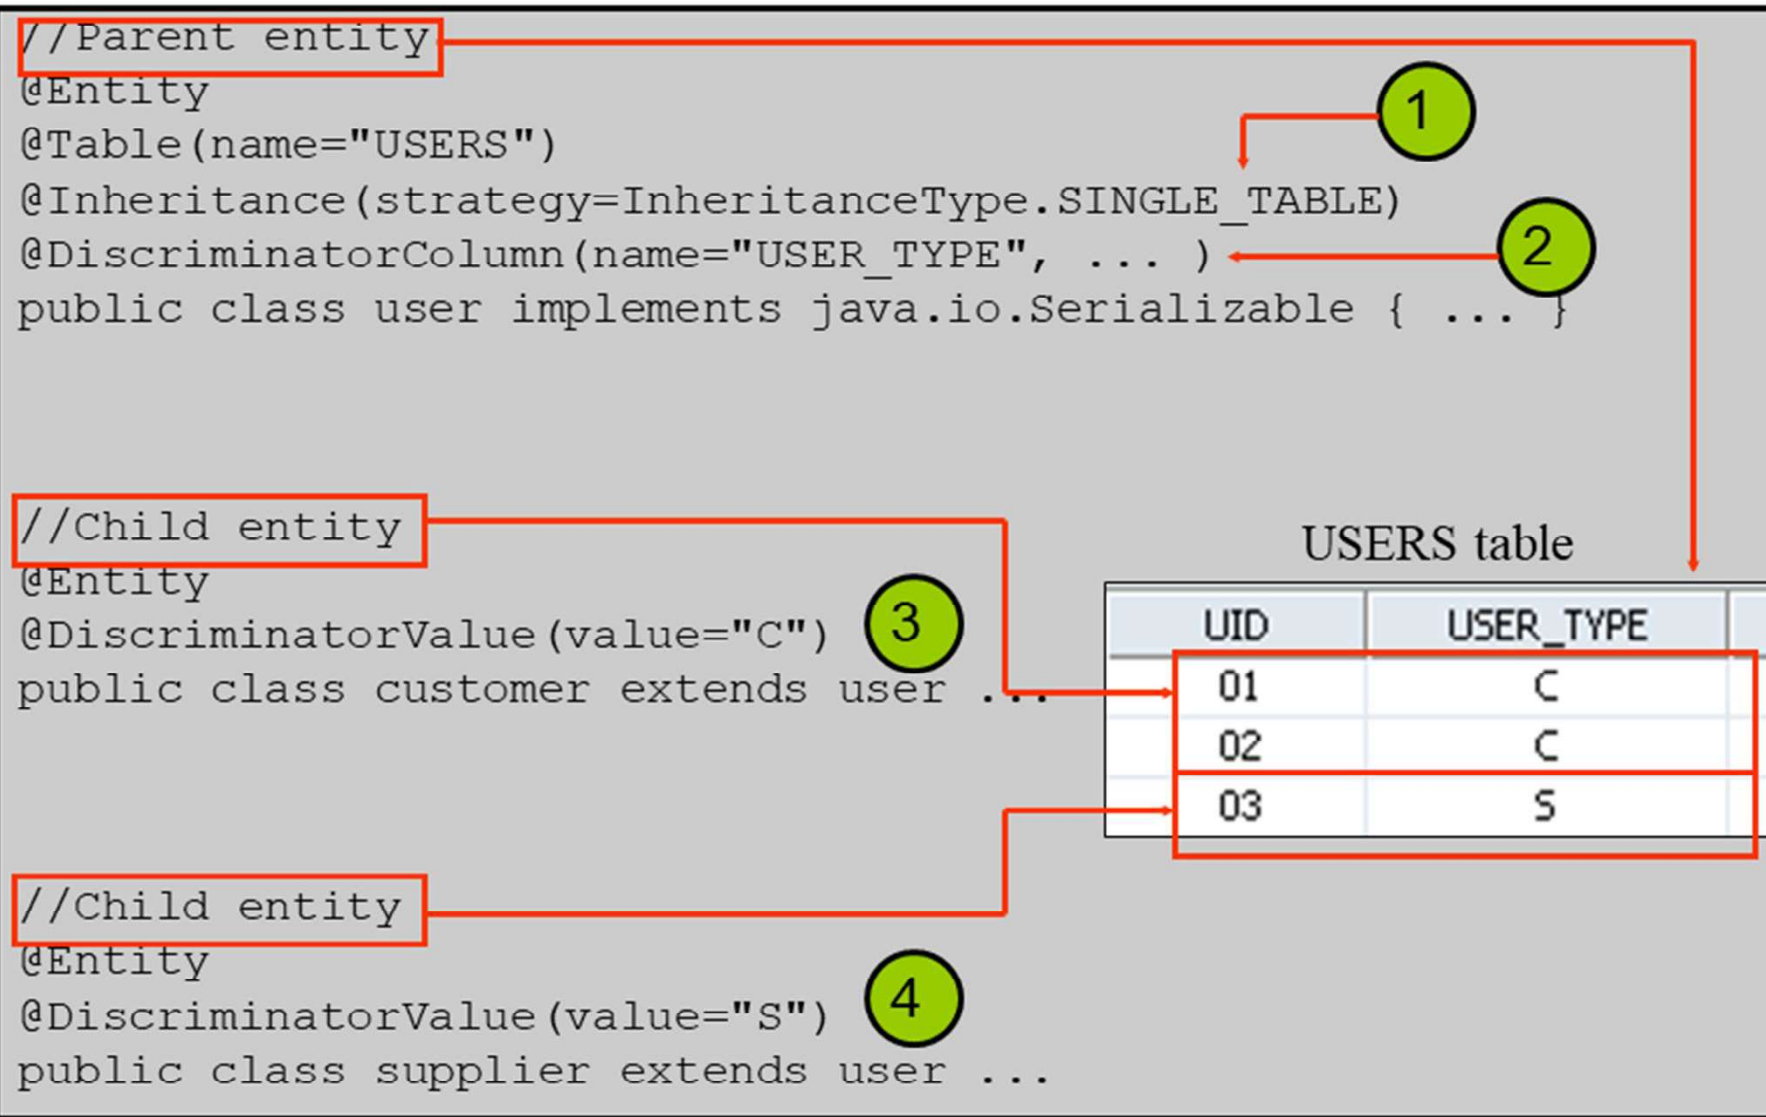 //Parent entity
@Entity
@Table(name="USERS")
1
@Inheritance(strategy=InheritanceType.SINGLE_TABLE)
@DiscriminatorColumn(name="USER_TYPE", ... )
2
public class user implements java.io.Serializable { ... }
//Child entity
@Entity
@DiscriminatorValue(value="C")
3
public class customer extends user ...
USERS table
UID USER_TYPE
01 C
02 C
03 S
//Child entity
@Entity
@DiscriminatorValue(value="S")
4
public class supplier extends user ...